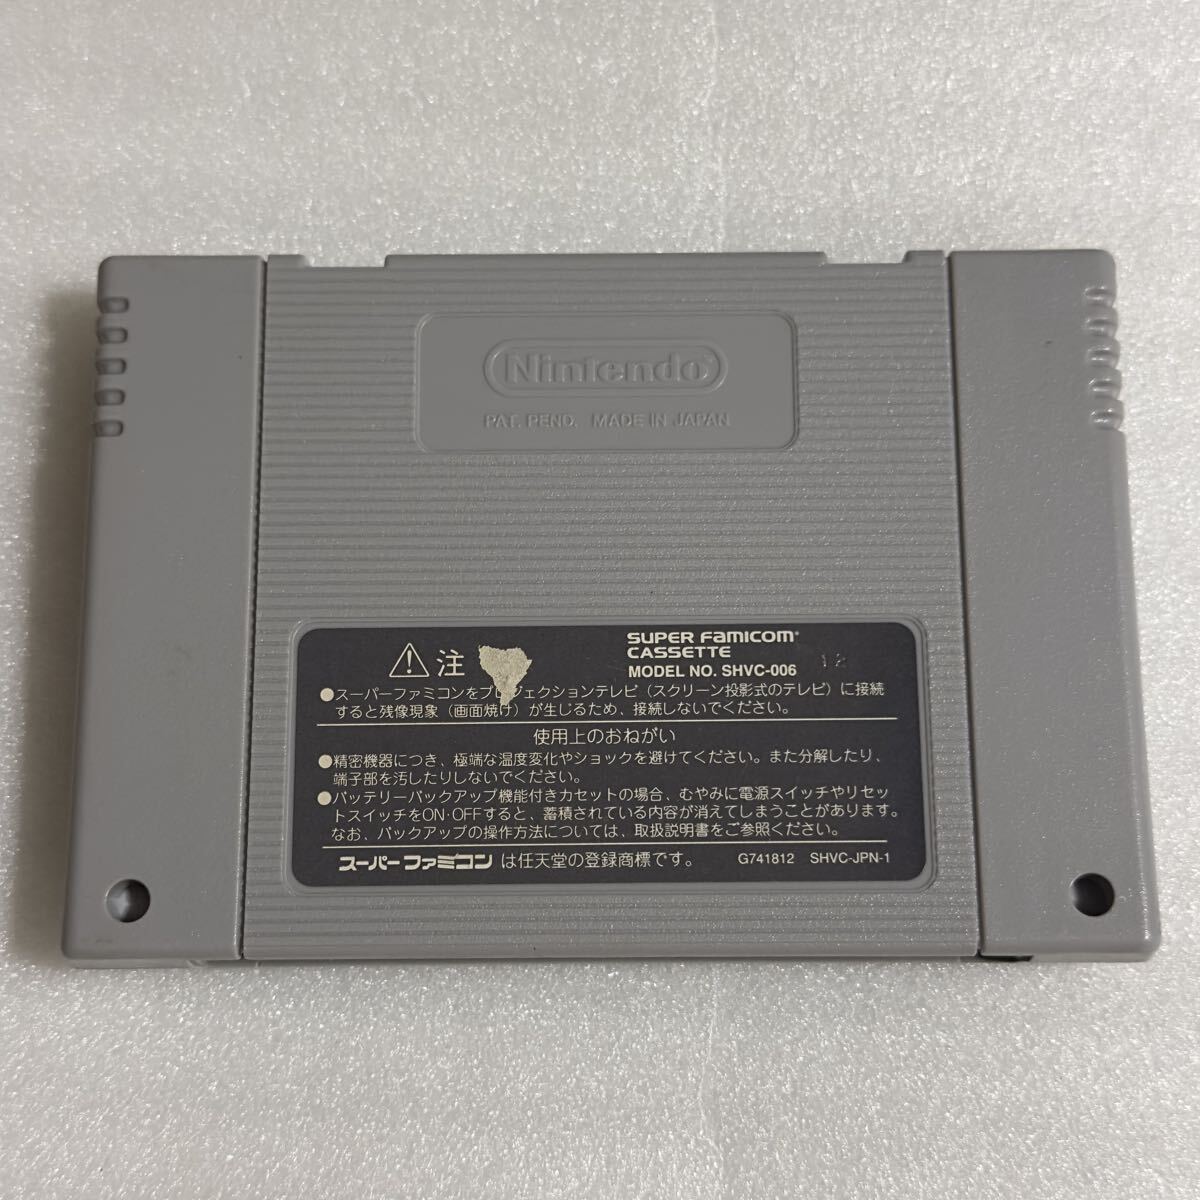 Nintendo
PAT. PEND. MADE IN JAPAN
SUPER FAMICOM
CASSETTE
⚠注
MODEL NO. SHVC-006 12
●スーパーファミコンをプロジェクションテレビ（スクリーン投影式のテレビ）に接続
すると残像現象（画面焼け）が生じるため、接続しないでください。
使用上のおねがい
●精密機器につき、極端な温度変化やショックを避けてください。また分解したり、
端子部を汚したりしないでください。
●バッテリーバックアップ機能付きカセットの場合、むやみに電源スイッチやリセッ
トスイッチをON・OFFすると、蓄積されている内容が消えてしまうことがあります。
なお、バックアップの操作方法については、取扱説明書をご参照ください。
スーパーファミコン は任天堂の登録商標です。 G741812 SHVC-JPN-1